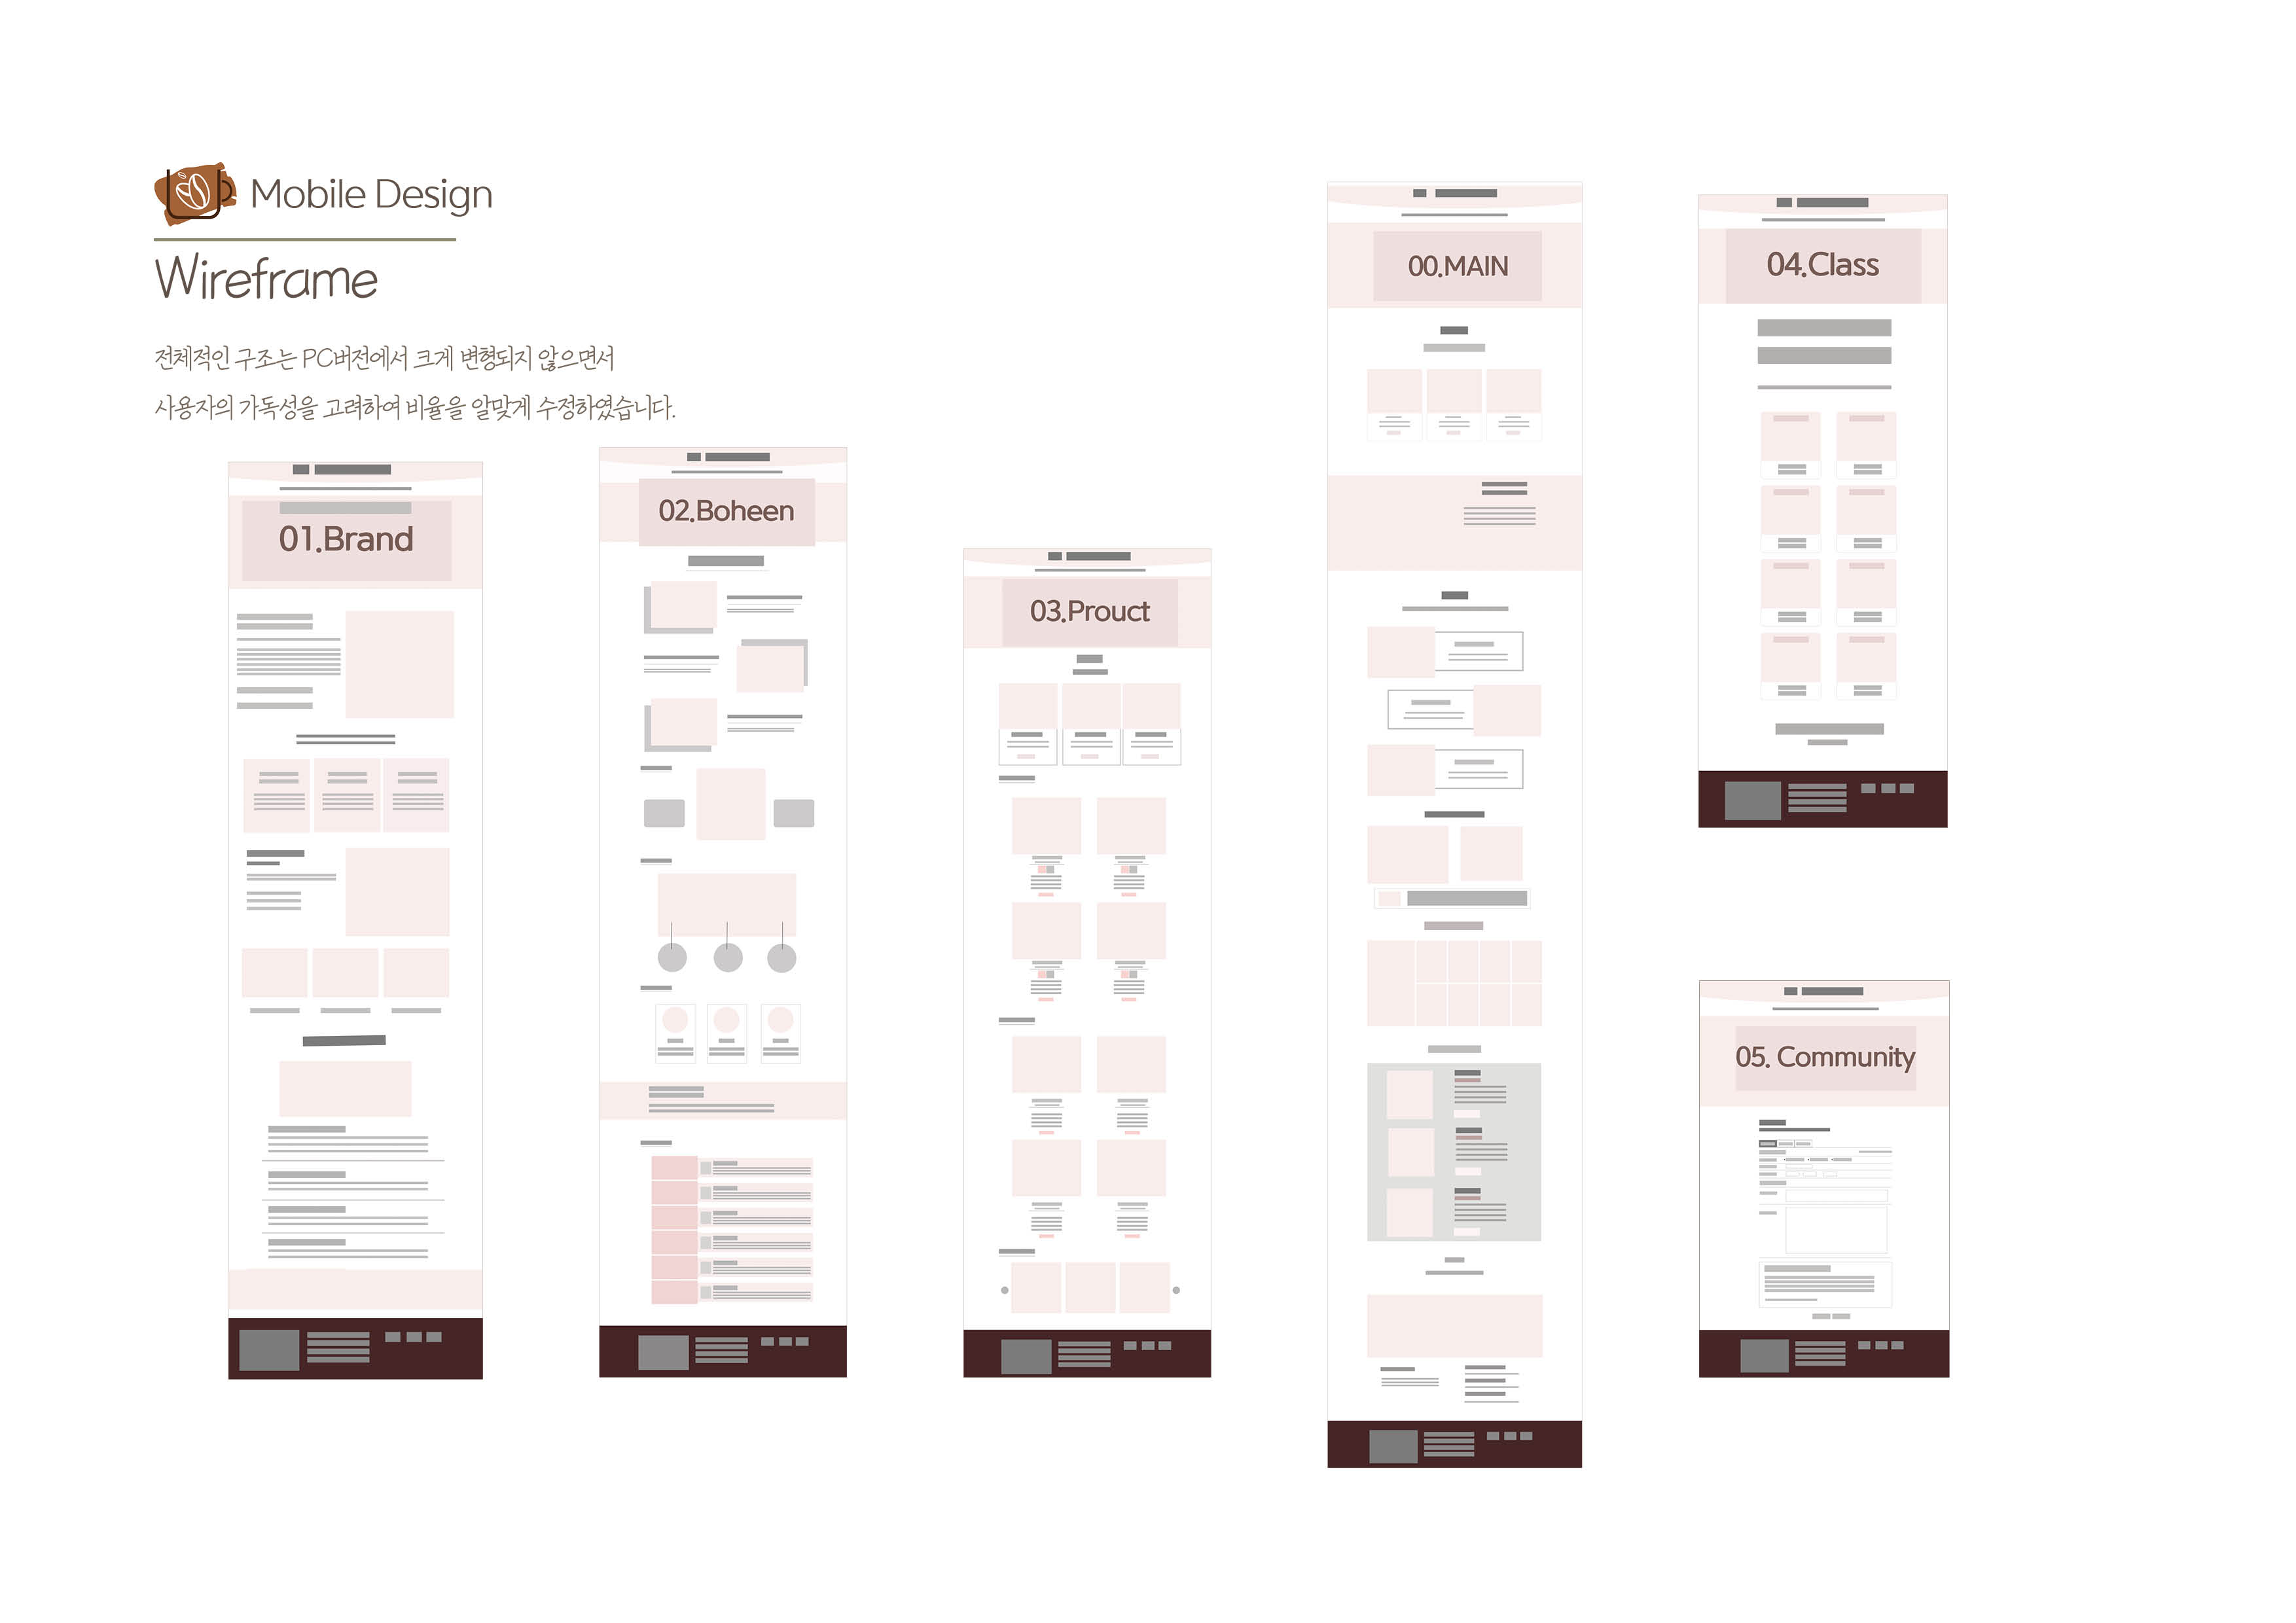 Mobile Design
Wireframe
전체적인 구조는 PC버전에서 크게 변형되지 않으면서
사용자의 가독성을 고려하여 비율을 알맞게 수정하였습니다.
01.Brand
02.Boheen
03.Prouct
00.MAIN
04.Class
05. Community